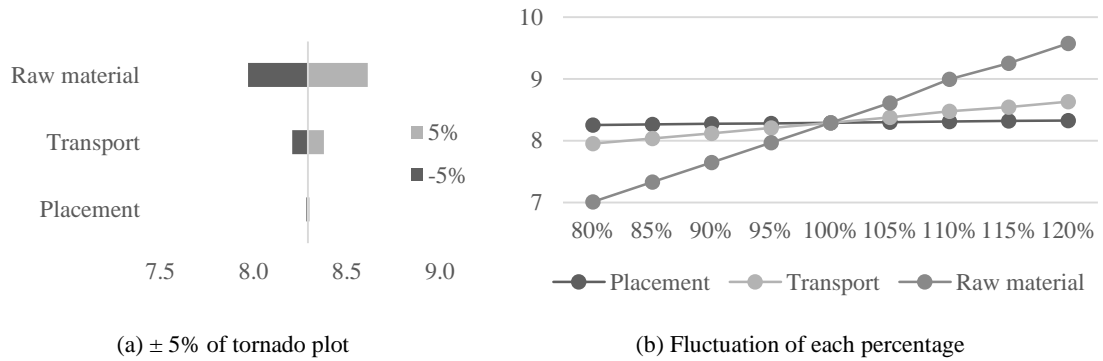 Raw material
Transport
Placement
5%
-5%
7.5 8.0 8.5 9.0
(a) ± 5% of tornado plot
10
9
8
7
80% 85% 90% 95% 100% 105% 110% 115% 120%
Placement Transport Raw material
(b) Fluctuation of each percentage